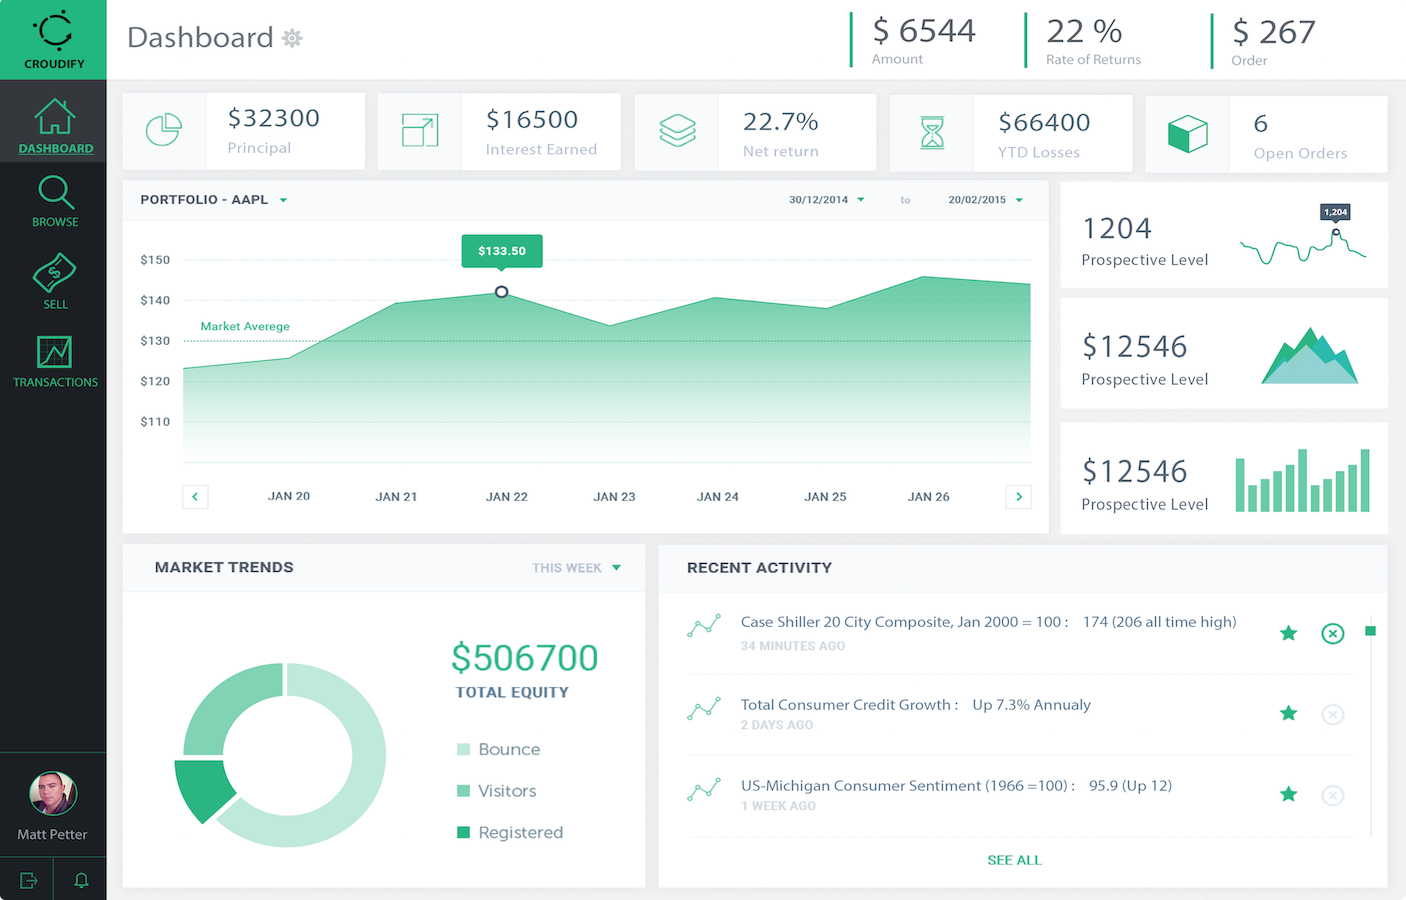 CROUDIFY
Dashboard
$ 6544
Amount
22 %
Rate of Returns
$ 267
Order
DASHBOARD
BROWSE
SELL
TRANSACTIONS
Matt Petter
$32300
Principal
$16500
Interest Earned
22.7%
Net return
$66400
YTD Losses
6
Open Orders
PORTFOLIO - AAPL
30/12/2014 to 20/02/2015
$133.50
$150
$140
Market Averege
$130
$120
$110
JAN 20 JAN 21 JAN 22 JAN 23 JAN 24 JAN 25 JAN 26
1204
Prospective Level
1,204
$12546
Prospective Level
$12546
Prospective Level
MARKET TRENDS
THIS WEEK
$506700
TOTAL EQUITY
Bounce
Visitors
Registered
RECENT ACTIVITY
Case Shiller 20 City Composite, Jan 2000 = 100 : 174 (206 all time high)
34 MINUTES AGO
Total Consumer Credit Growth : Up 7.3% Annualy
2 DAYS AGO
US-Michigan Consumer Sentiment (1966 =100) : 95.9 (Up 12)
1 WEEK AGO
SEE ALL